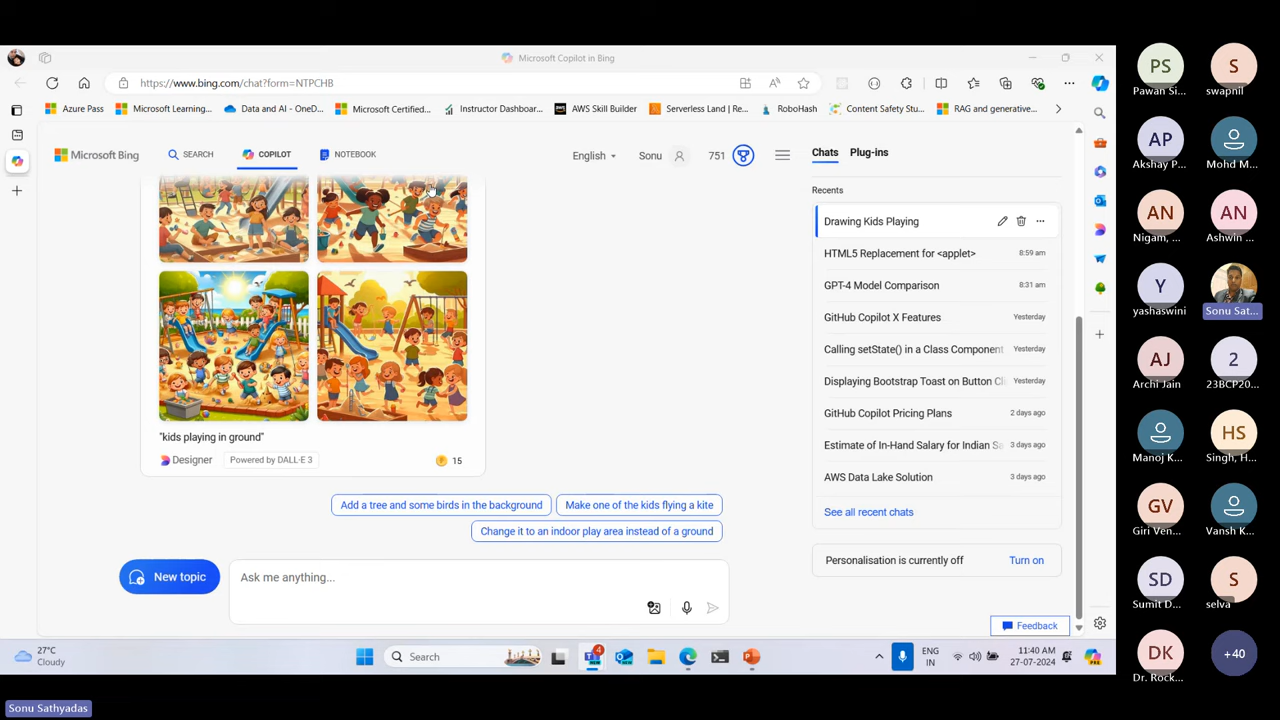 Microsoft Copilot in Bing
https://www.bing.com/chat?form=NTPCHB
Azure Pass
Microsoft Learning...
Data and AI - OneD...
Microsoft Certified...
Instructor Dashboar...
AWS Skill Builder
Serverless Land | Re...
RoboHash
Content Safety Stu...
RAG and generative...
Microsoft Bing
SEARCH
COPILOT
NOTEBOOK
English
Sonu
751
Chats
Plug-ins
Recents
Drawing Kids Playing
HTML5 Replacement for <applet> 8:59 am
GPT-4 Model Comparison 8:31 am
GitHub Copilot X Features Yesterday
Calling setState() in a Class Component Yesterday
Displaying Bootstrap Toast on Button Cli Yesterday
GitHub Copilot Pricing Plans 2 days ago
Estimate of In-Hand Salary for Indian Sa 3 days ago
AWS Data Lake Solution 3 days ago
See all recent chats
Personalisation is currently off Turn on
Feedback
"kids playing in ground"
Designer Powered by DALL·E 3 15
Add a tree and some birds in the background
Make one of the kids flying a kite
Change it to an indoor play area instead of a ground
New topic
Ask me anything...
27°C
Cloudy
Search
4
ENG
IN
11:40 AM
27-07-2024
PS
Pawan Si...
S
swapnil
AP
Akshay P...
Mohd M...
AN
Nigam, ...
AN
Ashwin ...
Y
yashaswini
Sonu Sat...
AJ
Archi Jain
2
23BCP20...
Manoj K...
HS
Singh, H...
GV
Giri Ven...
Vansh K...
SD
Sumit D...
S
selva
DK
Dr. Rock...
+40
Sonu Sathyadas